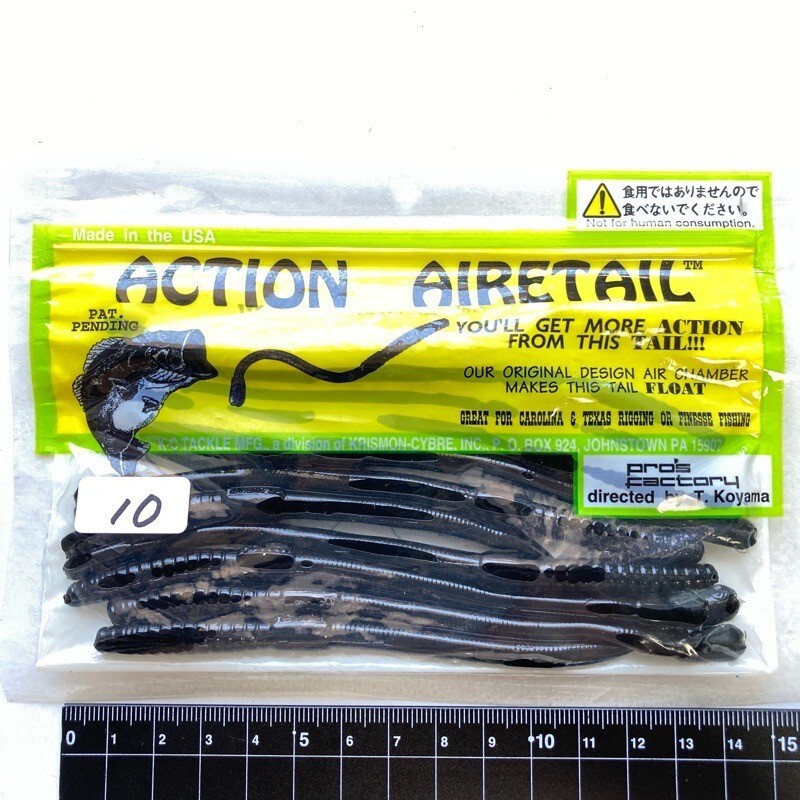 食用ではありませんので
食べないでください。
Not for human consumption.
Made in the USA
ACTION AIRETAIL™
PAT.
PENDING
YOU'LL GET MORE ACTION
FROM THIS TAIL!!!
OUR ORIGINAL DESIGN AIR CHAMBER
MAKES THIS TAIL FLOAT
GREAT FOR CAROLINA & TEXAS RIGGING OR FINESSE FISHING
K-C TACKLE MFG., a division of KRISMON-CYBRE, INC., P. O. BOX 924, JOHNSTOWN PA 15907
pro's
factory
directed by T. Koyama
10
0 1 2 3 4 5 6 7 8 9 10 11 12 13 14 15